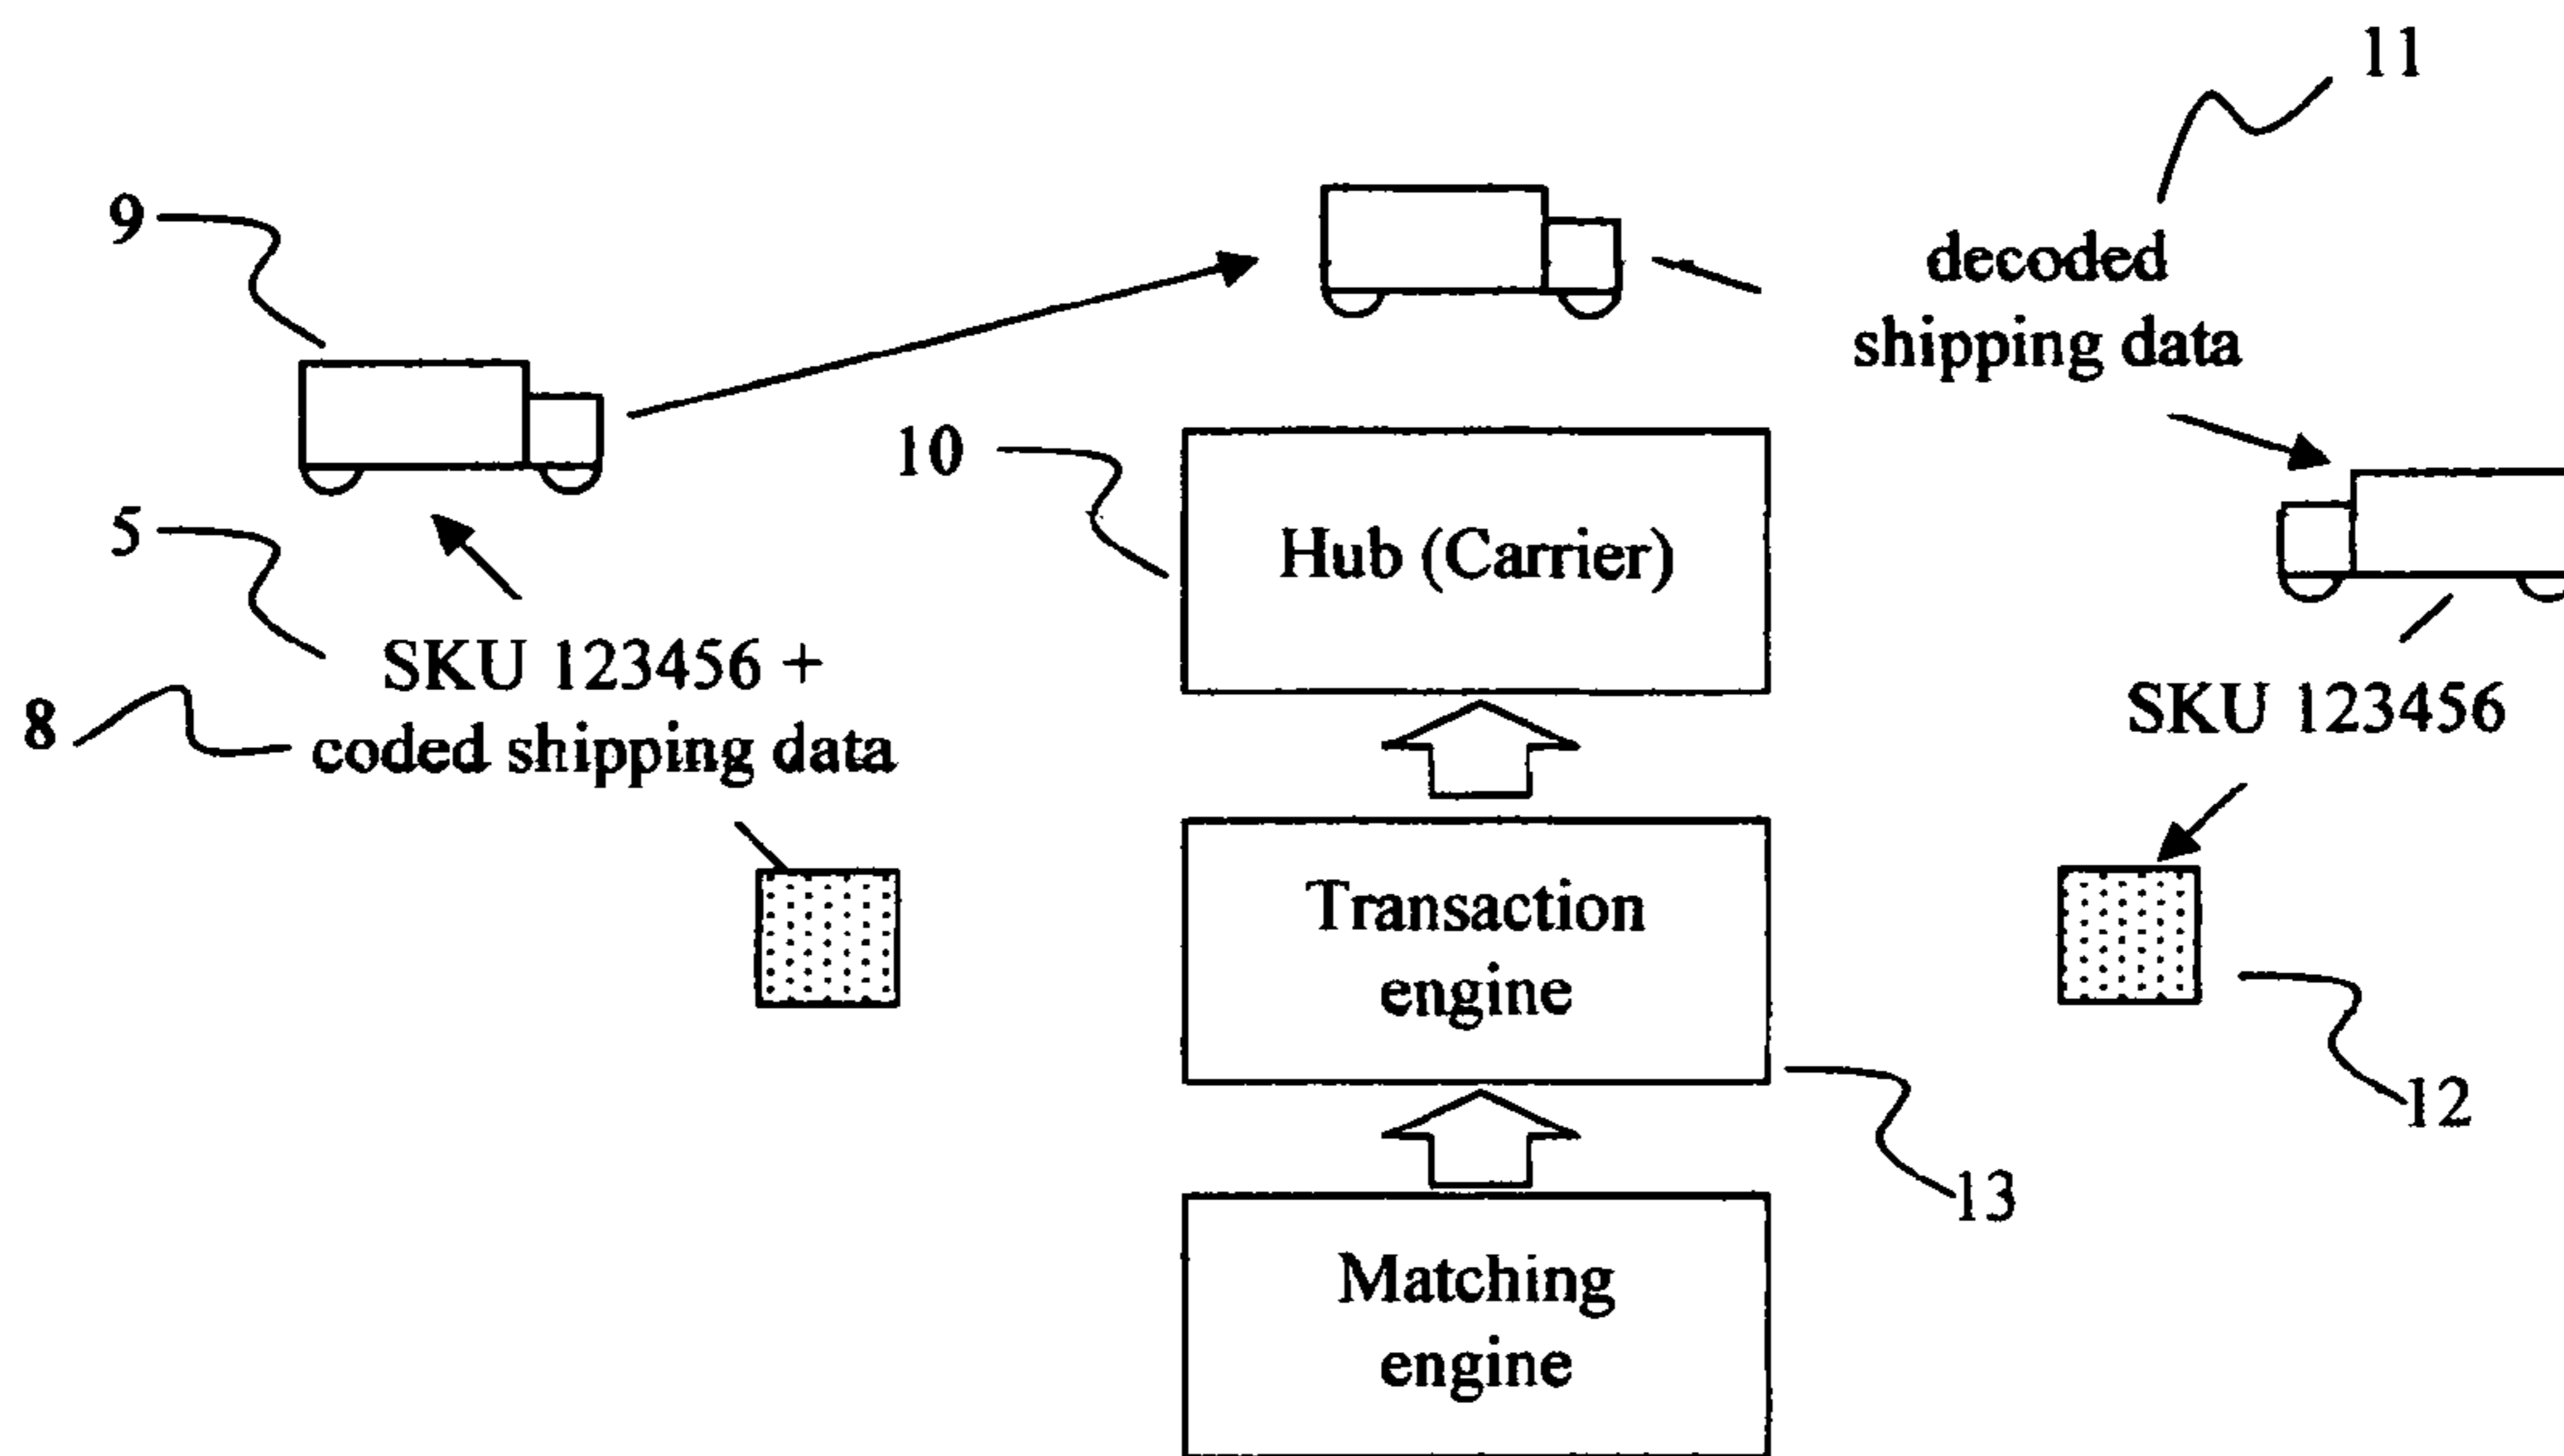 11
9
decoded
shipping data
10
Hub (Carrier)
5
SKU 123456 +
8
coded shipping data
SKU 123456
Transaction
engine
12
13
Matching
engine